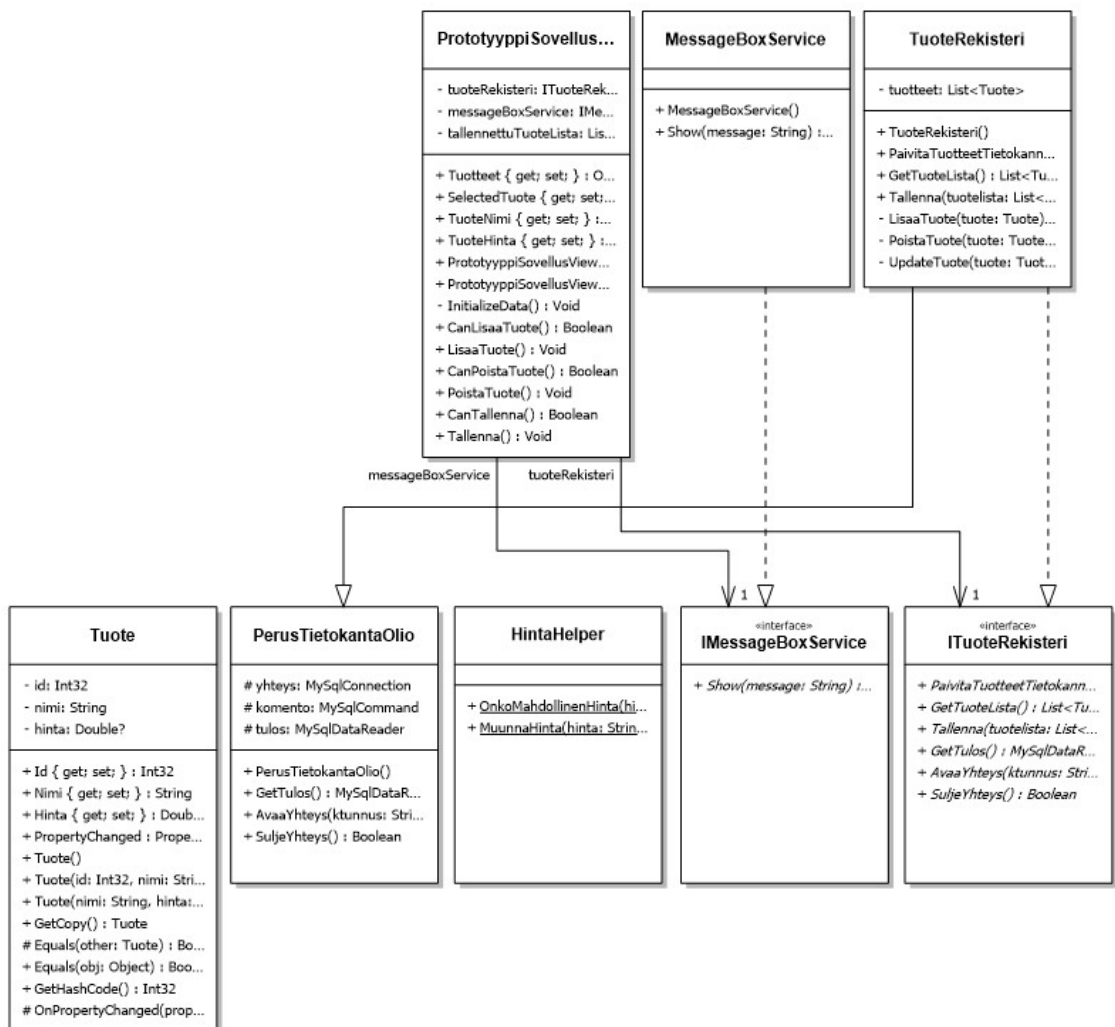 PrototyyppiSovellus...
- tuoteRekisteri: ITuoteRek...
- messageBoxService: IMe...
- tallennettuTuoteLista: Lis...
+ Tuotteet { get; set; } : O...
+ SelectedTuote { get; set;...
+ TuoteNimi { get; set; } :...
+ TuoteHinta { get; set; } :...
+ PrototyyppiSovellusView...
+ PrototyyppiSovellusView...
- InitializeData() : Void
+ CanLisaaTuote() : Boolean
+ LisaaTuote() : Void
+ CanPoistaTuote() : Boolean
+ PoistaTuote() : Void
+ CanTallenna() : Boolean
+ Tallenna() : Void
MessageBoxService
+ MessageBoxService()
+ Show(message: String) :...
TuoteRekisteri
- tuotteet: List<Tuote>
+ TuoteRekisteri()
+ PaivitaTuotteetTietokann...
+ GetTuoteLista() : List<Tu...
+ Tallenna(tuotelista: List<...
- LisaaTuote(tuote: Tuote)...
- PoistaTuote(tuote: Tuote...
- UpdateTuote(tuote: Tuot...
messageBoxService
tuoteRekisteri
1
1
Tuote
- id: Int32
- nimi: String
- hinta: Double?
+ Id { get; set; } : Int32
+ Nimi { get; set; } : String
+ Hinta { get; set; } : Doub...
+ PropertyChanged : Prope...
+ Tuote()
+ Tuote(id: Int32, nimi: Stri...
+ Tuote(nimi: String, hinta:...
+ GetCopy() : Tuote
# Equals(other: Tuote) : Bo...
+ Equals(obj: Object) : Boo...
+ GetHashCode() : Int32
# OnPropertyChanged(prop...
PerusTietokantaOlio
# yhteys: MySqlConnection
# komento: MySqlCommand
# tulos: MySqlDataReader
+ PerusTietokantaOlio()
+ GetTulos() : MySqlDataR...
+ AvaaYhteys(ktunnus: Stri...
+ SuljeYhteys() : Boolean
HintaHelper
+ OnkoMahdollinenHinta(hi...
+ MuunnaHinta(hinta: Strin...
«interface»
IMessageBoxService
+ Show(message: String) :...
«interface»
ITuoteRekisteri
+ PaivitaTuotteetTietokann...
+ GetTuoteLista() : List<Tu...
+ Tallenna(tuotelista: List<...
+ GetTulos() : MySqlDataR...
+ AvaaYhteys(ktunnus: Stri...
+ SuljeYhteys() : Boolean